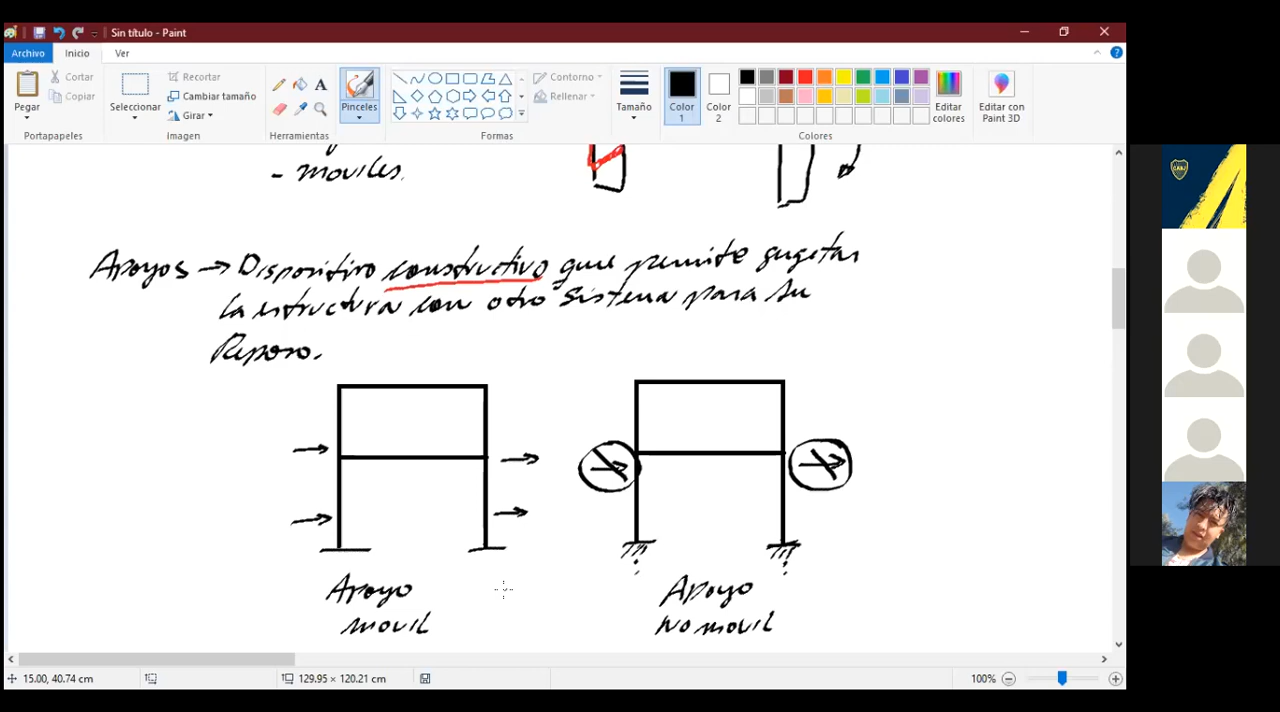 Sin título - Paint
Archivo Inicio Ver
Pegar
Cortar
Copiar
Portapapeles
Seleccionar
Recortar
Cambiar tamaño
Girar
Imagen
A
Herramientas
Pinceles
Contorno
Rellenar
Formas
Tamaño
Color 1
Color 2
Editar colores
Colores
Editar con Paint 3D
- moviles.
Apoyos → Dispositivo constructivo que permite sugetar
la estructura con otro sistema para su
Reposo.
Apoyo
movil
Apoyo
No movil
15.00, 40.74 cm
129.95 × 120.21 cm
100%